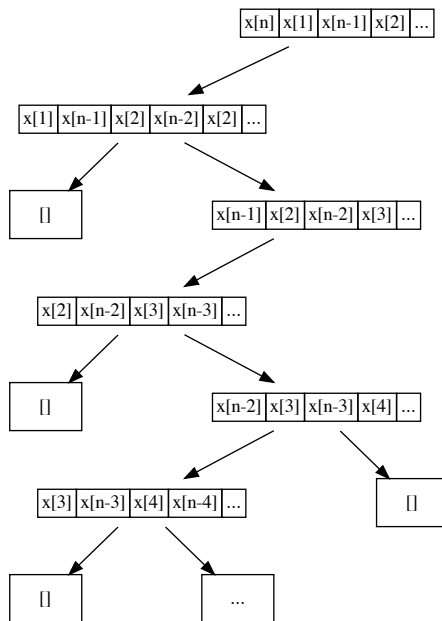 x[n] x[1] x[n-1] x[2] ...
x[1] x[n-1] x[2] x[n-2] x[2] ...
[]
x[n-1] x[2] x[n-2] x[3] ...
x[2] x[n-2] x[3] x[n-3] ...
[]
x[n-2] x[3] x[n-3] x[4] ...
x[3] x[n-3] x[4] x[n-4] ...
[]
[]
...